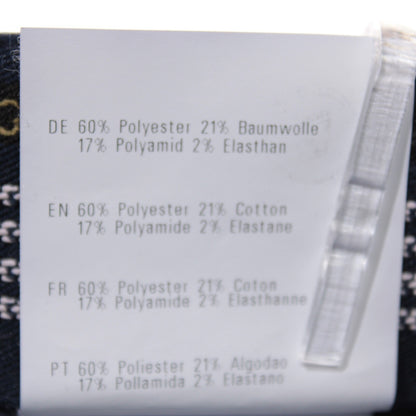 DE 60% Polyester 21% Baumwolle
17% Polyamid 2% Elasthan
EN 60% Polyester 21% Cotton
17% Polyamide 2% Elastane
FR 60% Polyester 21% Coton
17% Polyamide 2% Elasthanne
PT 60% Poliester 21% Algodao
17% Pollamida 2% Elastano